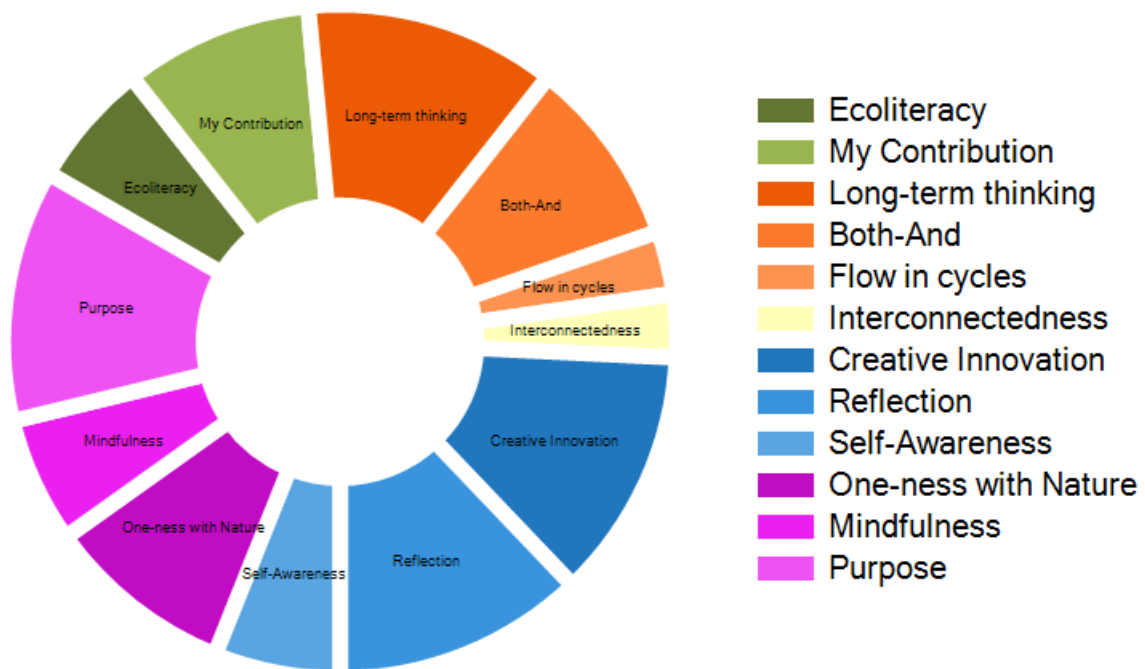 My Contribution
Long-term thinking
Ecoliteracy
Both-And
Purpose
Flow in cycles
Interconnectedness
Mindfulness
Creative Innovation
One-ness with Nature
Self-Awareness
Reflection
Ecoliteracy
My Contribution
Long-term thinking
Both-And
Flow in cycles
Interconnectedness
Creative Innovation
Reflection
Self-Awareness
One-ness with Nature
Mindfulness
Purpose